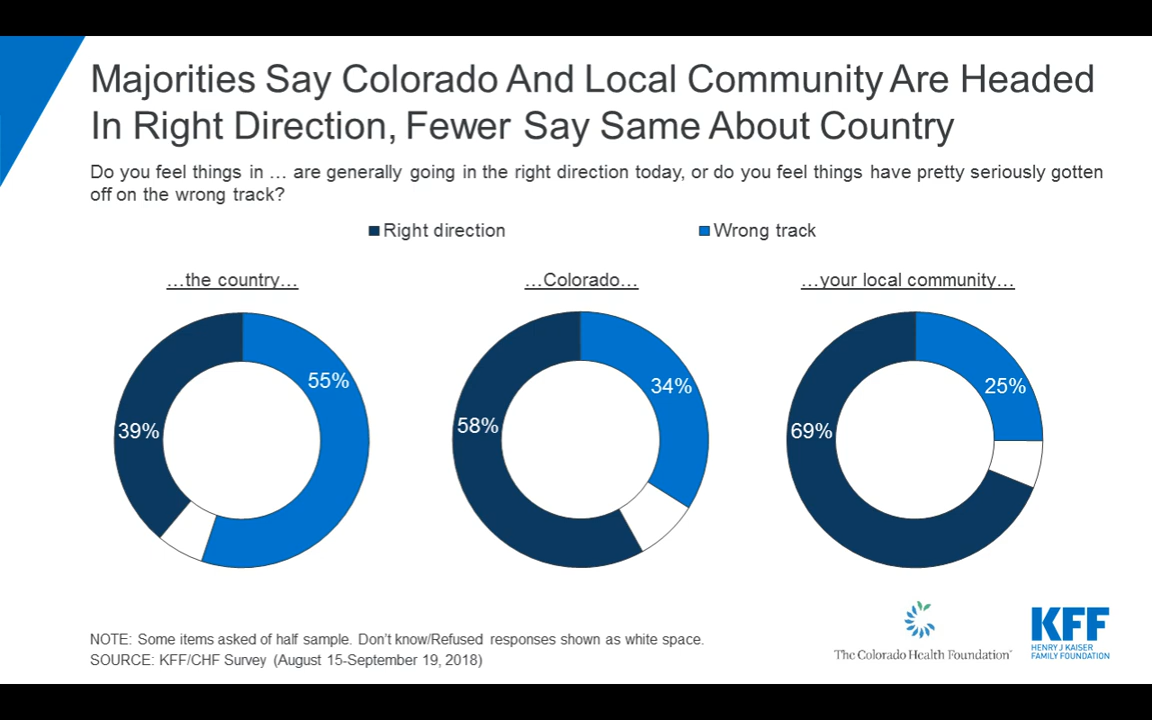 Majorities Say Colorado And Local Community Are Headed
In Right Direction, Fewer Say Same About Country
Do you feel things in … are generally going in the right direction today, or do you feel things have pretty seriously gotten
off on the wrong track?
Right direction
Wrong track
…the country…
…Colorado…
…your local community…
55%
39%
34%
58%
25%
69%
NOTE: Some items asked of half sample. Don’t know/Refused responses shown as white space.
SOURCE: KFF/CHF Survey (August 15-September 19, 2018)
The Colorado Health Foundation™
KFF
HENRY J KAISER
FAMILY FOUNDATION